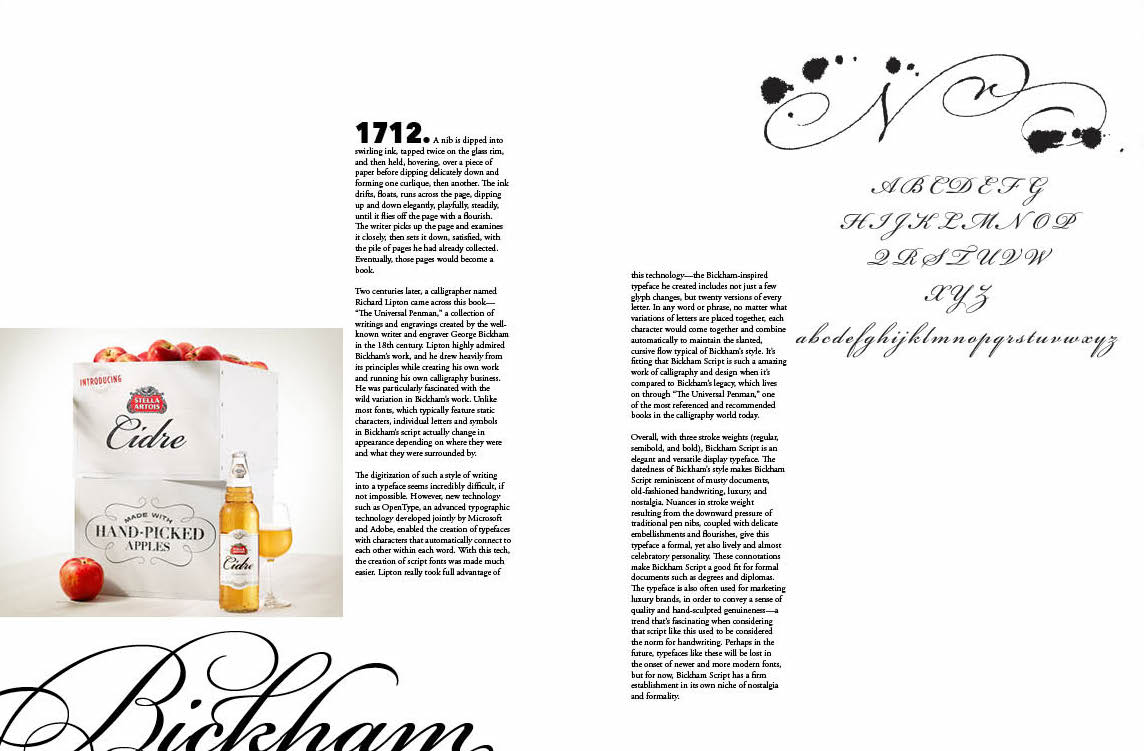 1712. A nib is dipped into
swirling ink, tapped twice on the glass rim,
and then held, hovering, over a piece of
paper before dipping delicately down and
forming one curlique, then another. The ink
drifts, floats, runs across the page, dipping
up and down elegantly, playfully, steadily,
until it flies off the page with a flourish.
The writer picks up the page and examines
it closely, then sets it down, satisfied, with
the pile of pages he had already collected.
Eventually, those pages would become a
book.
Two centuries later, a calligrapher named
Richard Lipton came across this book—
“The Universal Penman,” a collection of
writings and engravings created by the well-
known writer and engraver George Bickham
in the 18th century. Lipton highly admired
Bickham’s work, and he drew heavily from
its principles while creating his own work
and running his own calligraphy business.
He was particularly fascinated with the
wild variation in Bickham’s work. Unlike
most fonts, which typically feature static
characters, individual letters and symbols
in Bickham’s script actually change in
appearance depending on where they were
and what they were surrounded by.
The digitization of such a style of writing
into a typeface seems incredibly difficult, if
not impossible. However, new technology
such as OpenType, an advanced typographic
technology developed jointly by Microsoft
and Adobe, enabled the creation of typefaces
with characters that automatically connect to
each other within each word. With this tech,
the creation of script fonts was made much
easier. Lipton really took full advantage of
INTRODUCING
STELLA
ARTOIS
Cidre
MADE WITH
HAND-PICKED
APPLES
STELLA
ARTOIS
Cidre
Bickham
this technology—the Bickham-inspired
typeface he created includes not just a few
glyph changes, but twenty versions of every
letter. In any word or phrase, no matter what
variations of letters are placed together, each
character would come together and combine
automatically to maintain the slanted,
cursive flow typical of Bickham’s style. It’s
fitting that Bickham Script is such a amazing
work of calligraphy and design when it’s
compared to Bickham’s legacy, which lives
on through “The Universal Penman,” one
of the most referenced and recommended
books in the calligraphy world today.
Overall, with three stroke weights (regular,
semibold, and bold), Bickham Script is an
elegant and versatile display typeface. The
datedness of Bickham’s style makes Bickham
Script reminiscent of musty documents,
old-fashioned handwriting, luxury, and
nostalgia. Nuances in stroke weight
resulting from the downward pressure of
traditional pen nibs, coupled with delicate
embellishments and flourishes, give this
typeface a formal, yet also lively and almost
celebratory personality. These connotations
make Bickham Script a good fit for formal
documents such as degrees and diplomas.
The typeface is also often used for marketing
luxury brands, in order to convey a sense of
quality and hand-sculpted genuineness—a
trend that’s fascinating when considering
that script like this used to be considered
the norm for handwriting. Perhaps in the
future, typefaces like these will be lost in
the onset of newer and more modern fonts,
but for now, Bickham Script has a firm
establishment in its own niche of nostalgia
and formality.
N r
A B C D E F G
H I J K L M N O P
Q R S T U V W
X Y Z
a b c d e f g h i j k l m n o p q r s t u v w x y z